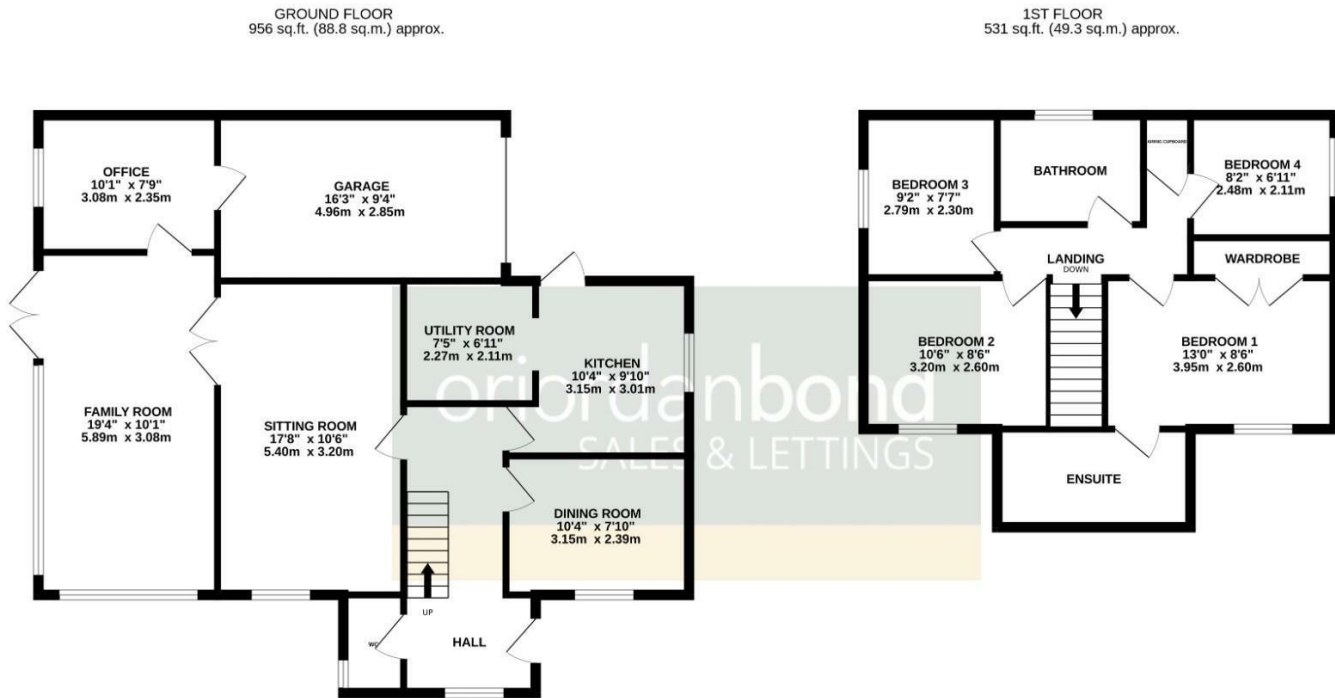 GROUND FLOOR
956 sq.ft. (88.8 sq.m.) approx.
1ST FLOOR
531 sq.ft. (49.3 sq.m.) approx.
OFFICE
10'1" x 7'9"
3.08m x 2.35m
GARAGE
16'3" x 9'4"
4.96m x 2.85m
UTILITY ROOM
7'5" x 6'11"
2.27m x 2.11m
KITCHEN
10'4" x 9'10"
3.15m x 3.01m
FAMILY ROOM
19'4" x 10'1"
5.89m x 3.08m
SITTING ROOM
17'8" x 10'6"
5.40m x 3.20m
DINING ROOM
10'4" x 7'10"
3.15m x 2.39m
UP
WC
HALL
BEDROOM 3
9'2" x 7'7"
2.79m x 2.30m
BATHROOM
AIRING CUPBOARD
BEDROOM 4
8'2" x 6'11"
2.48m x 2.11m
LANDING
DOWN
WARDROBE
BEDROOM 2
10'6" x 8'6"
3.20m x 2.60m
BEDROOM 1
13'0" x 8'6"
3.95m x 2.60m
ENSUITE
oriordanbond
SALES & LETTINGS